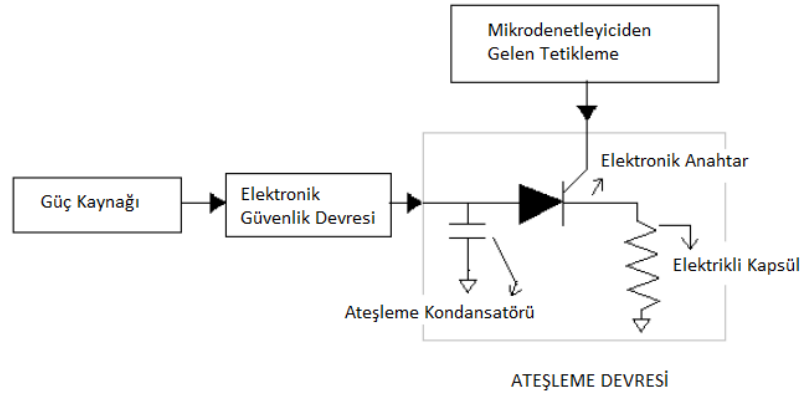 Mikrodenetleyiciden
Gelen Tetikleme
Elektronik Anahtar
Güç Kaynağı
Elektronik
Güvenlik Devresi
Elektrikli Kapsül
Ateşleme Kondansatörü
ATEŞLEME DEVRESİ